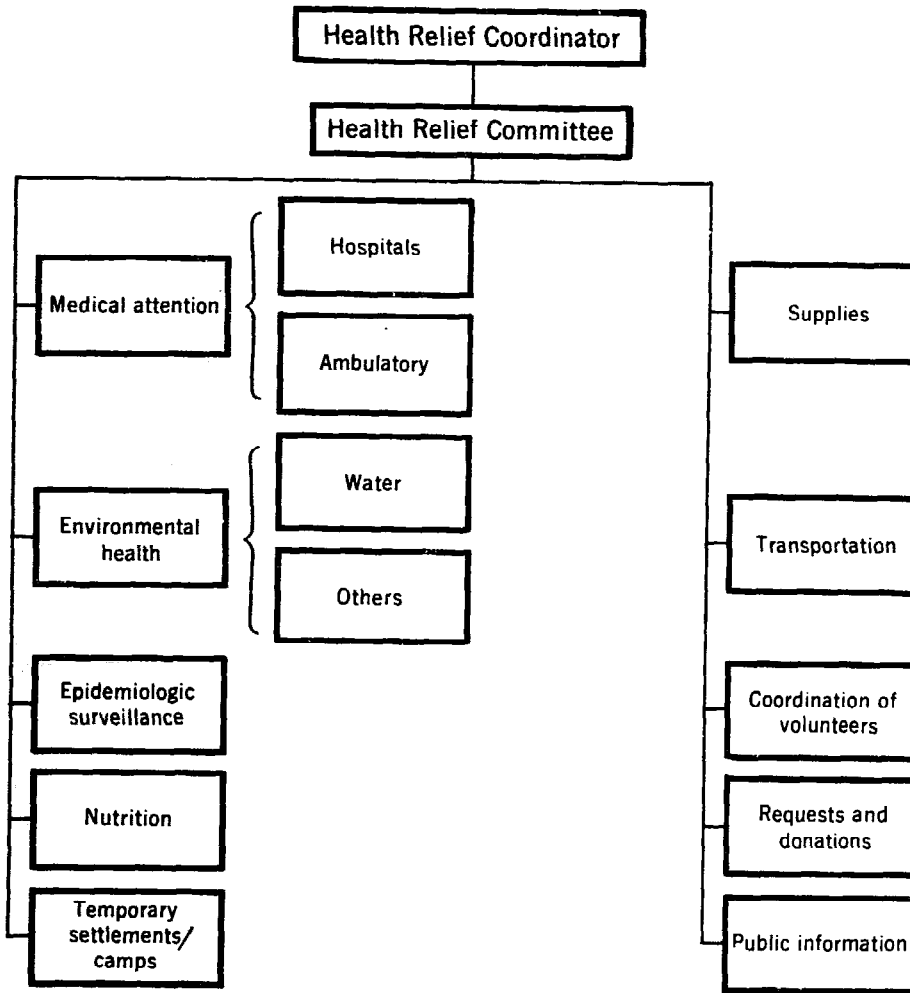 Health Relief Coordinator
Health Relief Committee
Medical attention
Hospitals
Ambulatory
Environmental
health
Water
Others
Epidemiologic
surveillance
Nutrition
Temporary
settlements/
camps
Supplies
Transportation
Coordination of
volunteers
Requests and
donations
Public information